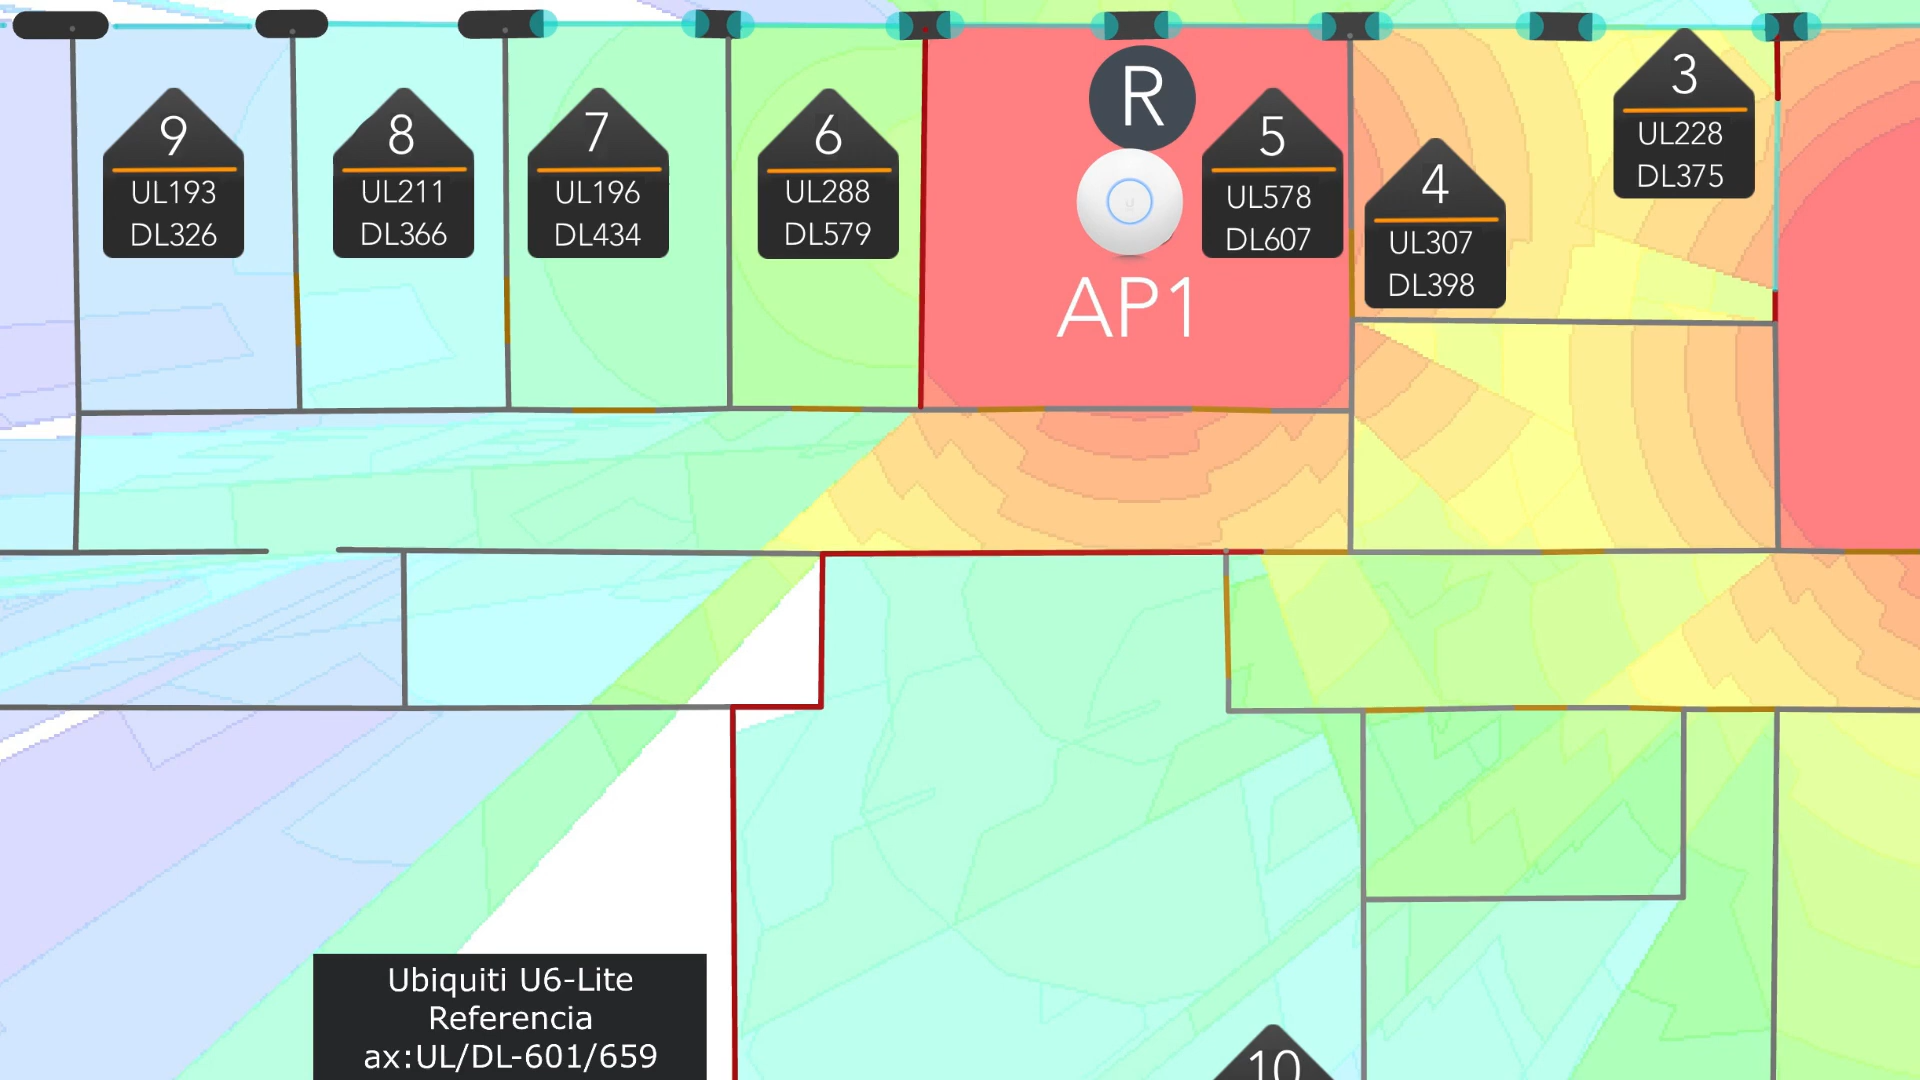 9
UL193
DL326
8
UL211
DL366
7
UL196
DL434
6
UL288
DL579
R
AP1
5
UL578
DL607
4
UL307
DL398
3
UL228
DL375
Ubiquiti U6-Lite
Referencia
ax:UL/DL-601/659
10